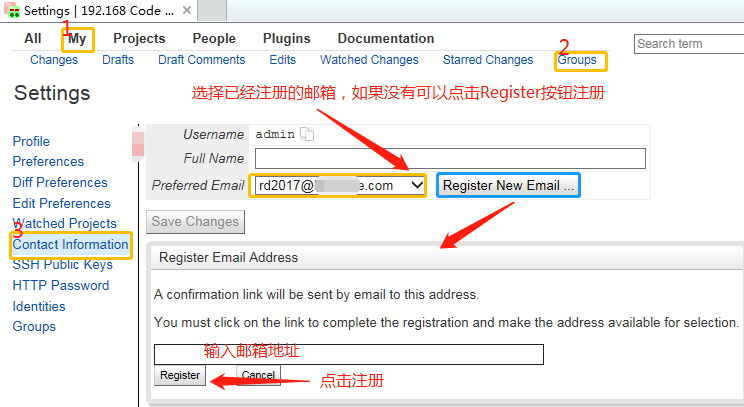 Settings | 192.168 Code ...
1
All My Projects People Plugins Documentation
2
Search term
Changes Drafts Draft Comments Edits Watched Changes Starred Changes Groups
Settings
选择已经注册的邮箱，如果没有可以点击Register按钮注册
Profile
Preferences
Diff Preferences
Edit Preferences
Watched Projects
3
Contact Information
SSH Public Keys
HTTP Password
Identities
Groups
Username admin
Full Name
Preferred Email rd2017@ e.com Register New Email ...
Save Changes
Register Email Address
A confirmation link will be sent by email to this address.
You must click on the link to complete the registration and make the address available for selection.
输入邮箱地址
Register Cancel
点击注册